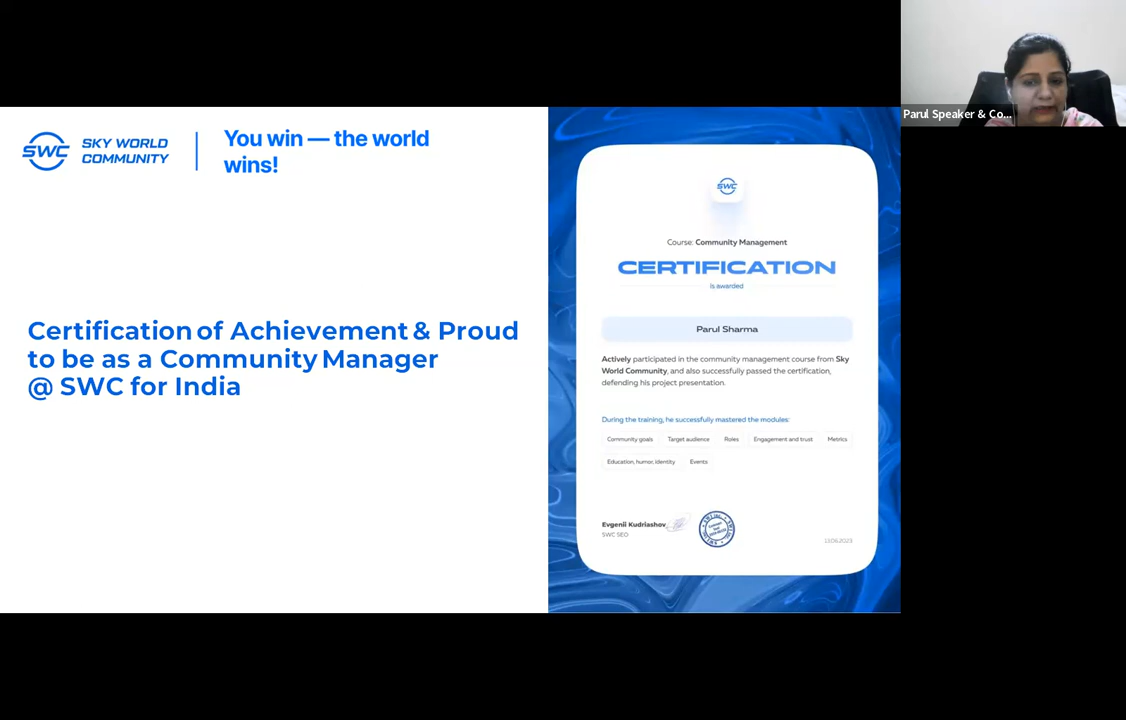 Parul Speaker & Co...
SWC
SKY WORLD
COMMUNITY
You win — the world
wins!
Certification of Achievement & Proud
to be as a Community Manager
@ SWC for India
SWC
Course: Community Management
CERTIFICATION
is awarded
Parul Sharma
Actively participated in the community management course from Sky
World Community, and also successfully passed the certification,
defending his project presentation.
During the training, he successfully mastered the modules:
Community goals Target audience Roles Engagement and trust Metrics
Education, humor, identity Events
Evgenii Kudriashov
SWC SEO
13.06.2023